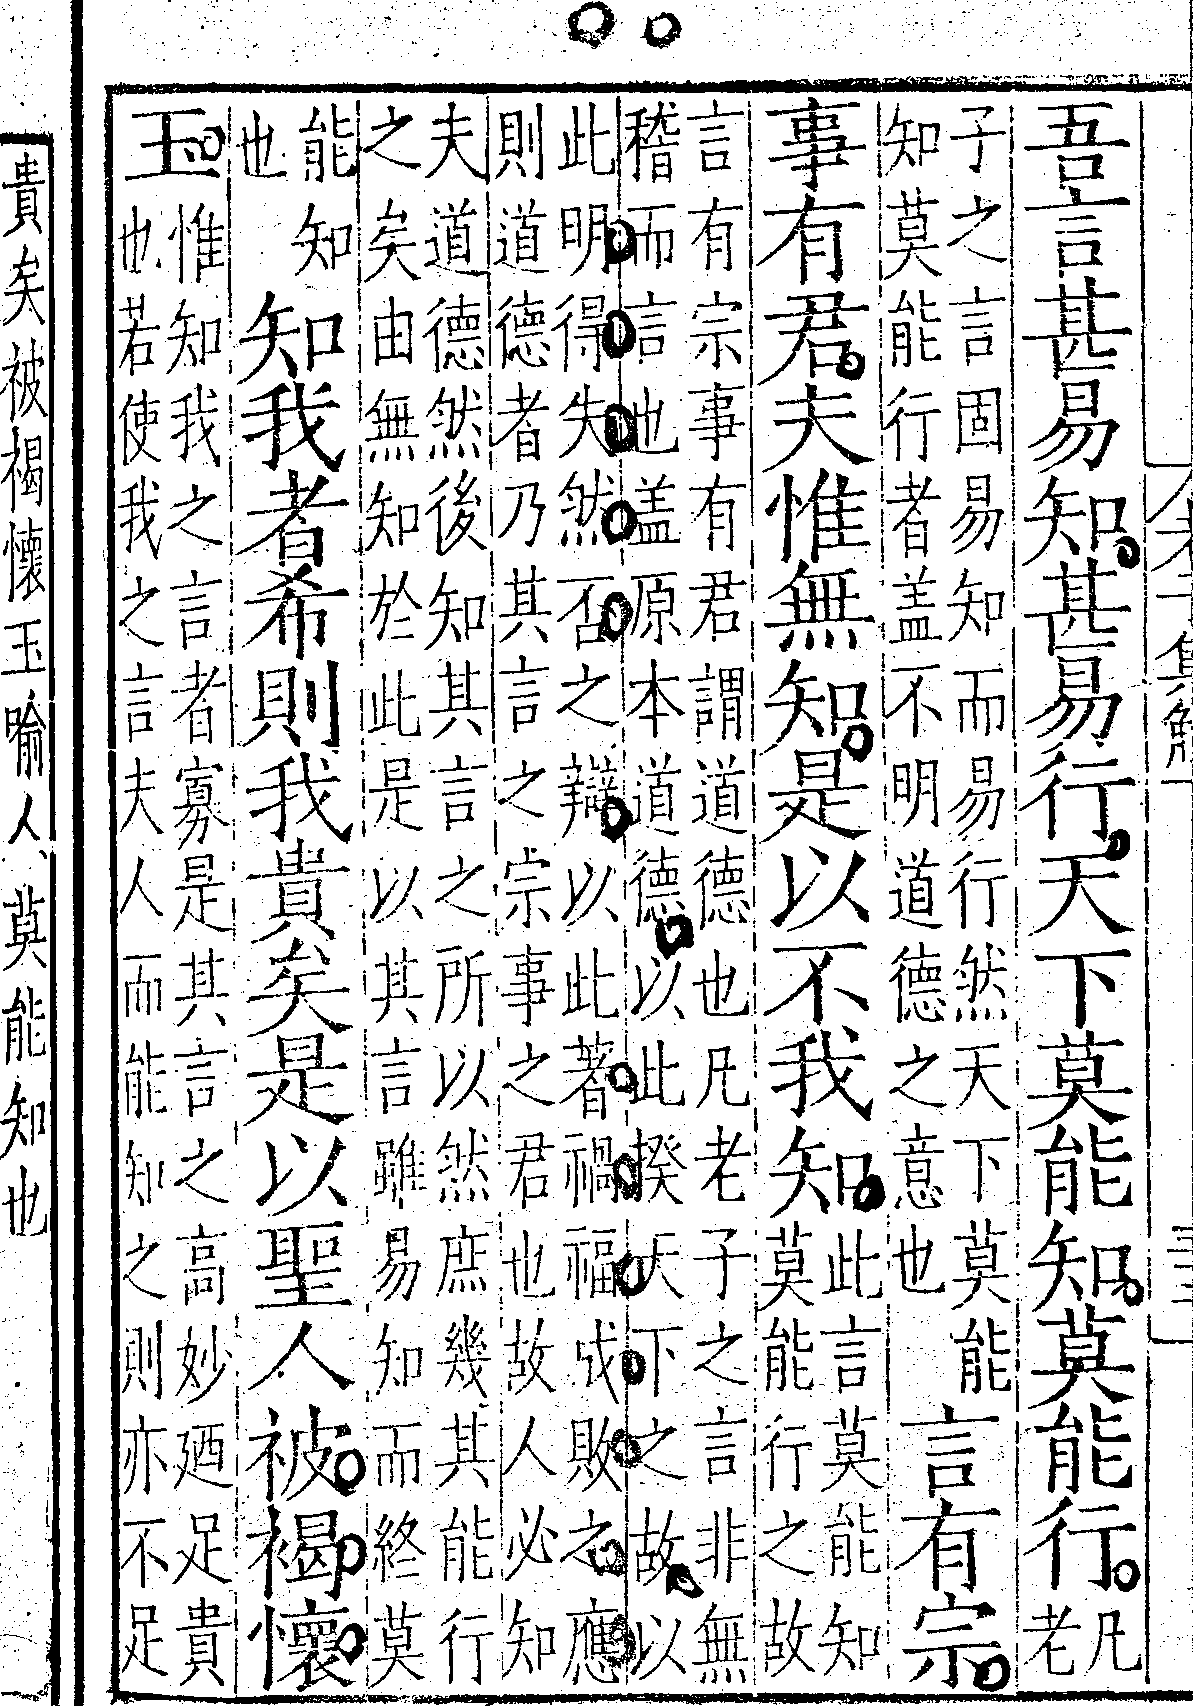 老子集解
吾言甚易知甚易行天下莫能知莫能行
凡
老
子之言固易知而易行然天下莫能
知莫能行者盖不明道德之意也
言有宗
事有君夫惟無知是以不我知
此言莫能知
莫能行之故
言有宗事有君謂道德也凡老子之言非無
稽而言也盖原本道德以此揆天下之故以
此明得失然否之辯以此著禍福成敗之應
則道德者乃其言之宗事之君也故人必知
夫道德然後知其言之所以然庶幾其能行
之矣由無知於此是以其言雖易知而終莫
能知
也
知我者希則我貴矣是以聖人被褐懷
玉
惟知我之言者寡是其言之高妙廼足貴
也若使我之言夫人而能知之則亦不足
貴矣被褐懷玉喻人莫能知也